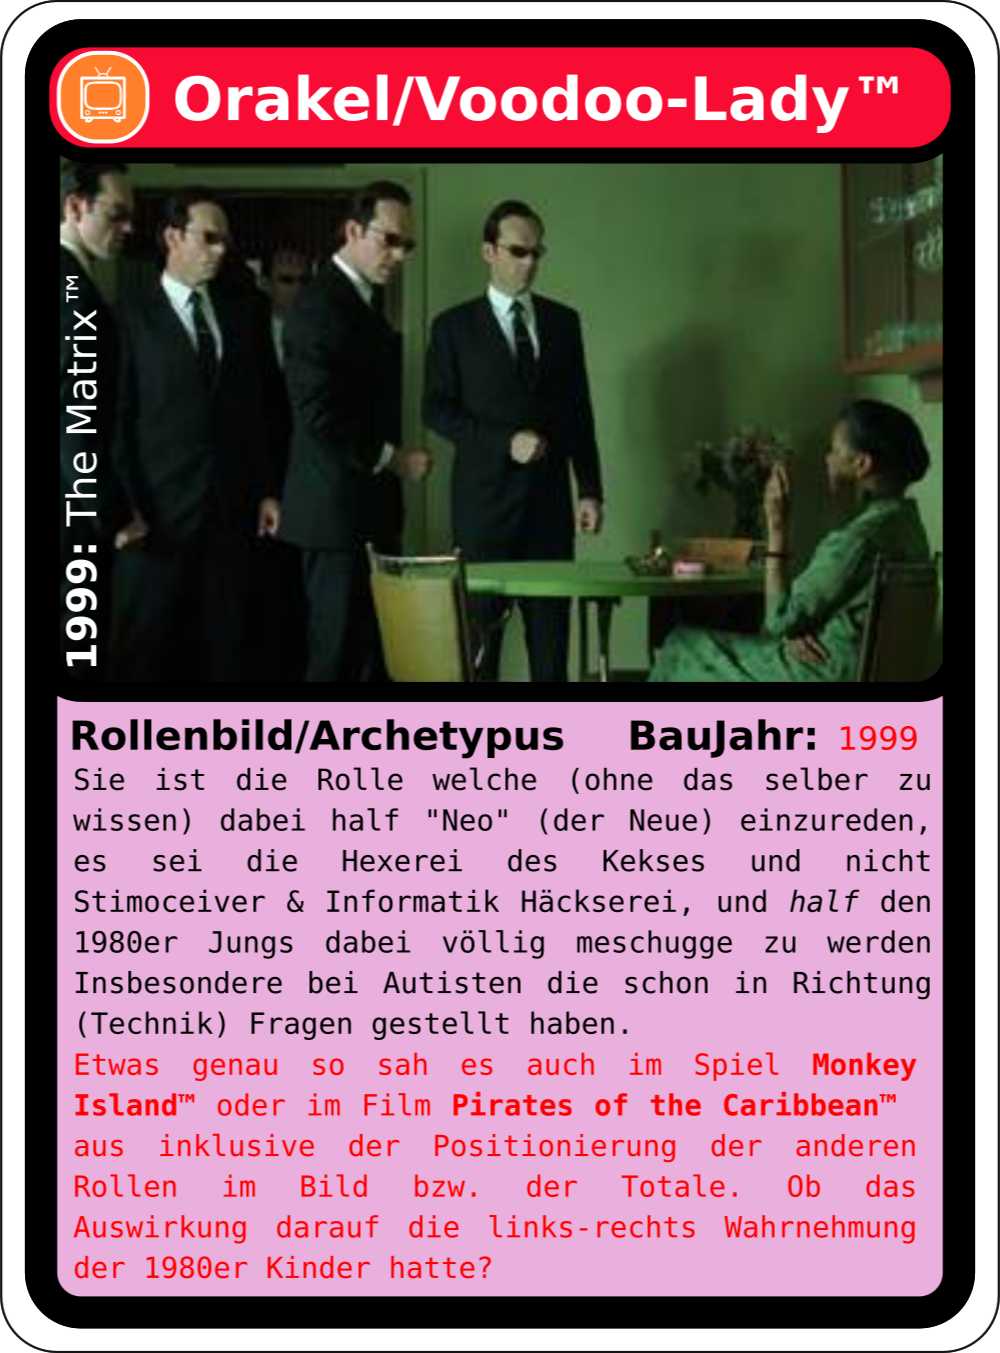 Orakel/Voodoo-Lady™
1999: The Matrix™
Rollenbild/Archetypus BauJahr: 1999
Sie ist die Rolle welche (ohne das selber zu
wissen) dabei half "Neo" (der Neue) einzureden,
es sei die Hexerei des Kekses und nicht
Stimoceiver & Informatik Häckserei, und half den
1980er Jungs dabei völlig meschugge zu werden
Insbesondere bei Autisten die schon in Richtung
(Technik) Fragen gestellt haben.
Etwas genau so sah es auch im Spiel Monkey
Island™ oder im Film Pirates of the Caribbean™
aus inklusive der Positionierung der anderen
Rollen im Bild bzw. der Totale. Ob das
Auswirkung darauf die links-rechts Wahrnehmung
der 1980er Kinder hatte?